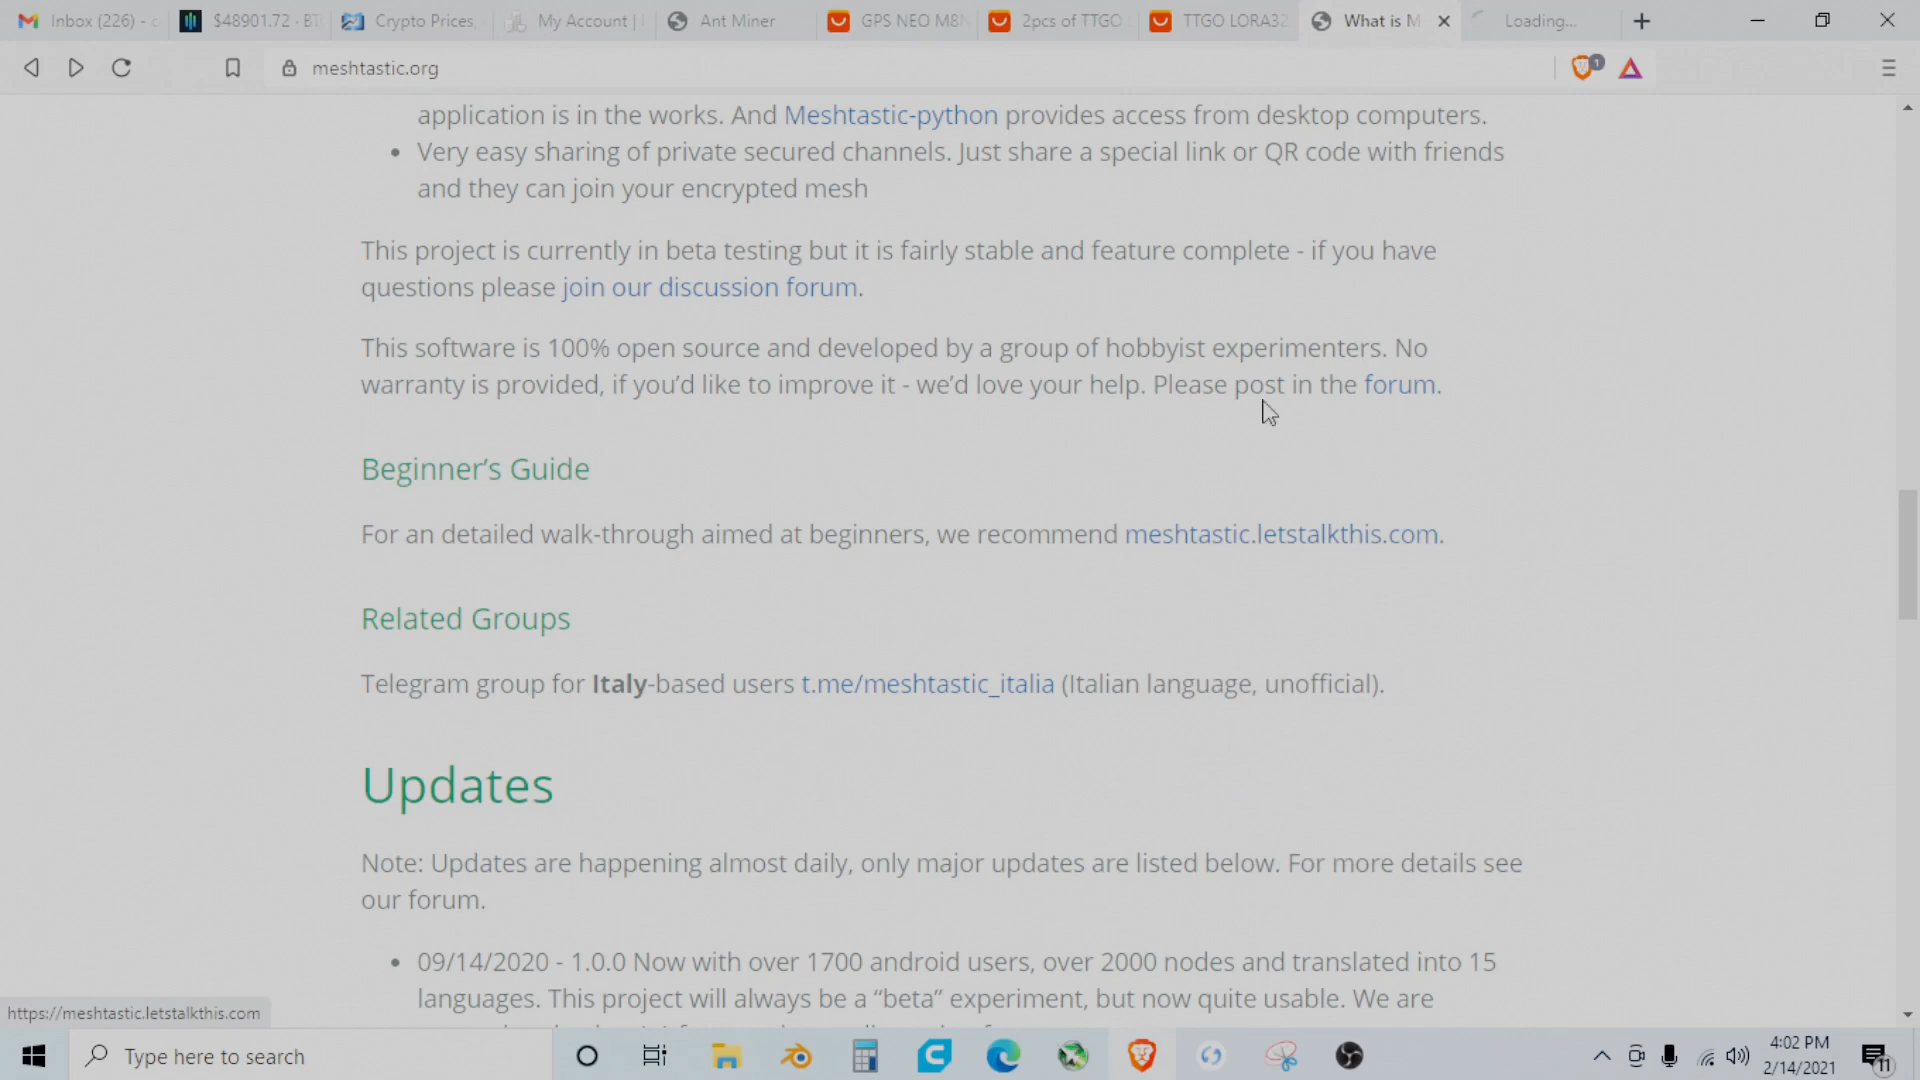 Inbox (226) - c
$48901.72 - BT
Crypto Prices,
My Account |
Ant Miner
GPS NEO M8N
2pcs of TTGO
TTGO LORA32
What is M
Loading...
meshtastic.org
1
application is in the works. And Meshtastic-python provides access from desktop computers.
• Very easy sharing of private secured channels. Just share a special link or QR code with friends
and they can join your encrypted mesh
This project is currently in beta testing but it is fairly stable and feature complete - if you have
questions please join our discussion forum.
This software is 100% open source and developed by a group of hobbyist experimenters. No
warranty is provided, if you’d like to improve it - we’d love your help. Please post in the forum.
Beginner’s Guide
For an detailed walk-through aimed at beginners, we recommend meshtastic.letstalkthis.com.
Related Groups
Telegram group for Italy-based users t.me/meshtastic_italia (Italian language, unofficial).
Updates
Note: Updates are happening almost daily, only major updates are listed below. For more details see
our forum.
• 09/14/2020 - 1.0.0 Now with over 1700 android users, over 2000 nodes and translated into 15
languages. This project will always be a “beta” experiment, but now quite usable. We are
https://meshtastic.letstalkthis.com
Type here to search
4:02 PM
2/14/2021
11